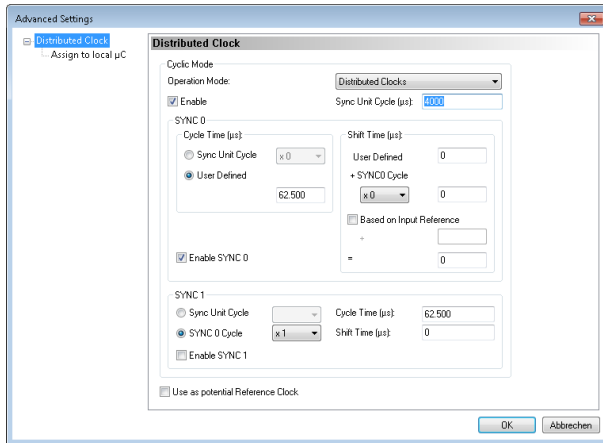 Advanced Settings
Distributed Clock
Assign to local µC
Distributed Clock
Cyclic Mode
Operation Mode: Distributed Clocks
Enable Sync Unit Cycle (µs): 4000
SYNC 0
Cycle Time (µs): Shift Time (µs):
Sync Unit Cycle x 0 User Defined 0
User Defined + SYNC0 Cycle
62.500 x 0 0
Based on Input Reference
+
Enable SYNC 0 = 0
SYNC 1
Sync Unit Cycle Cycle Time (µs): 62.500
SYNC 0 Cycle x 1 Shift Time (µs): 0
Enable SYNC 1
Use as potential Reference Clock
OK Abbrechen